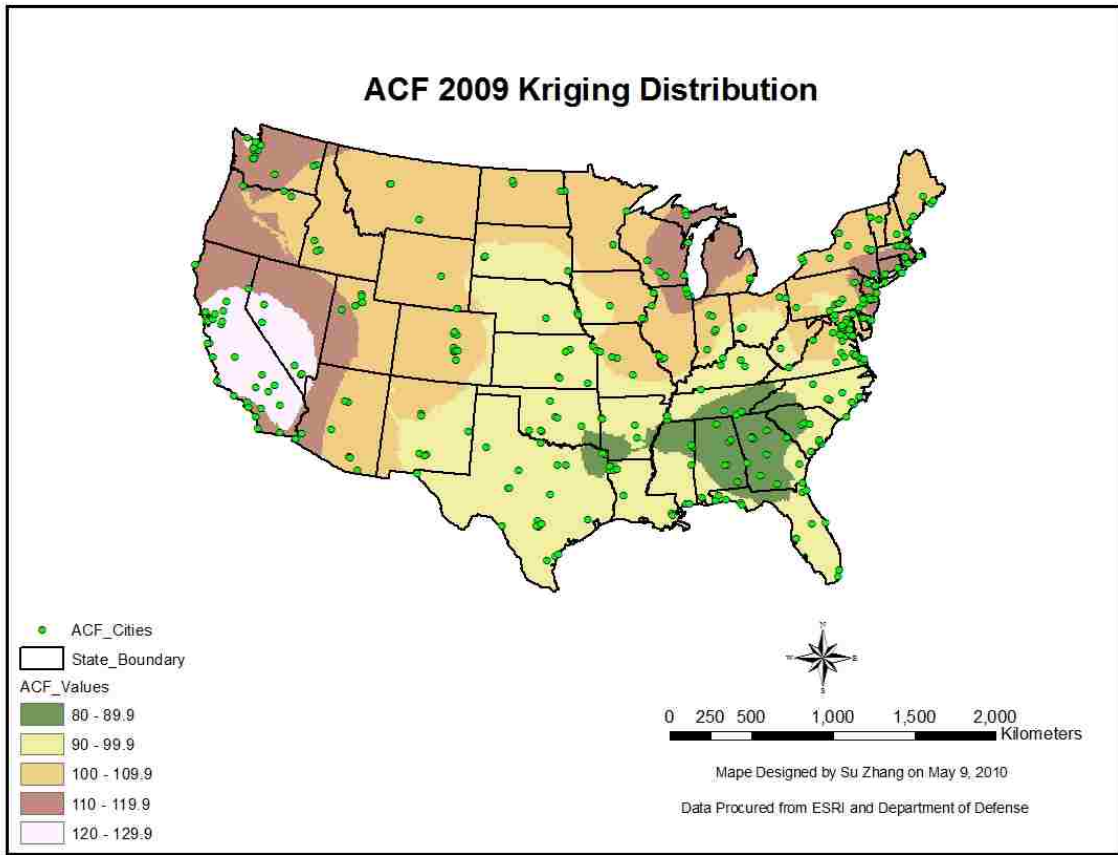 ACF 2009 Kriging Distribution
ACF_Cities
State_Boundary
ACF_Values
80 - 89.9
90 - 99.9
100 - 109.9
110 - 119.9
120 - 129.9
N
W E
S
0 250 500 1,000 1,500 2,000
Kilometers
Mape Designed by Su Zhang on May 9, 2010
Data Procured from ESRI and Department of Defense